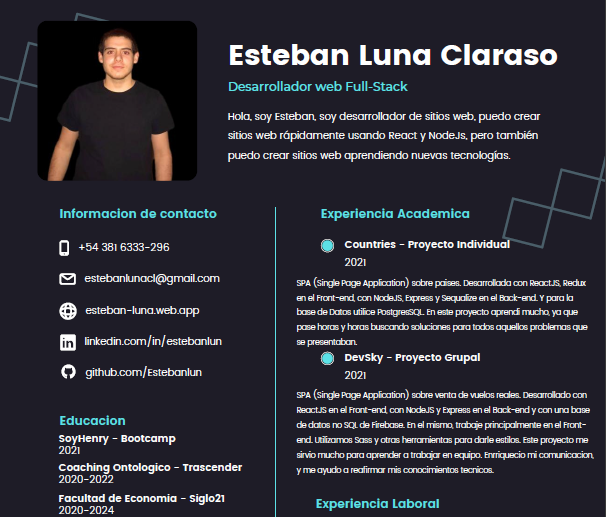 Esteban Luna Claraso
Desarrollador web Full-Stack
Hola, soy Esteban, soy desarrollador de sitios web, puedo crear
sitios web rápidamente usando React y NodeJs, pero también
puedo crear sitios web aprendiendo nuevas tecnologías.
Informacion de contacto
+54 381 6333-296
estebanlunacl@gmail.com
esteban-luna.web.app
linkedin.com/in/estebanlun
github.com/Estebanlun
Educacion
SoyHenry - Bootcamp
2021
Coaching Ontologico - Trascender
2020-2022
Facultad de Economia - Siglo21
2020-2024
Experiencia Academica
Countries - Proyecto Individual
2021
SPA (Single Page Application) sobre paises. Desarrollada con ReactJS, Redux
en el Front-end, con NodeJS, Express y Sequalize en el Back-end. Y para la
base de Datos utilice PostgresSQL. En este proyecto aprendi mucho, ya que
pase horas y horas buscando soluciones para todos aquellos problemas que
se presentaban.
DevSky - Proyecto Grupal
2021
SPA (Single Page Application) sobre venta de vuelos reales. Desarrollado con
ReactJS en el Front-end, con NodeJS y Express en el Back-end y con una base
de datos no SQL de Firebase. En el mismo, trabaje principalmente en el Front-
end. Utilizamos Sass y otras herramientas para darle estilos. Este proyecto me
sirvio mucho para aprender a trabajar en equipo. Enrriquecio mi comunicacion,
y me ayudo a reafirmar mis conocimientos tecnicos.
Experiencia Laboral